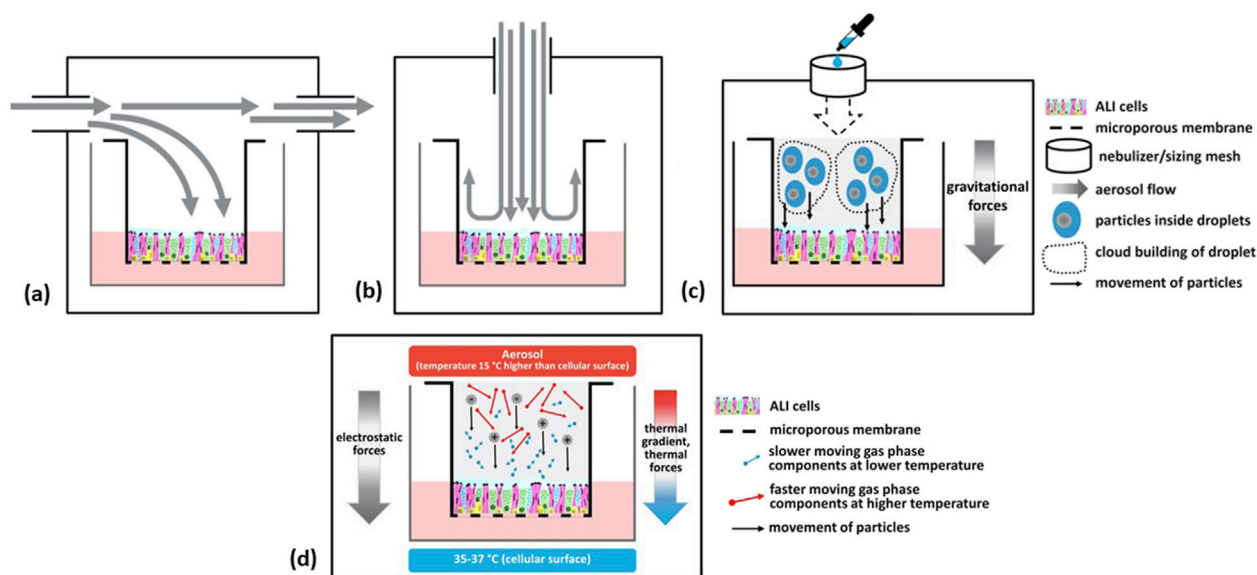 (a)
(b)
(c)
gravitational
forces
ALI cells
microporous membrane
nebulizer/sizing mesh
aerosol flow
particles inside droplets
cloud building of droplet
movement of particles
(d)
Aerosol
(temperature 15 °C higher than cellular surface)
electrostatic
forces
- -
+ +
+
thermal
gradient,
thermal
forces
35-37 °C (cellular surface)
ALI cells
microporous membrane
slower moving gas phase
components at lower temperature
faster moving gas phase
components at higher temperature
movement of particles